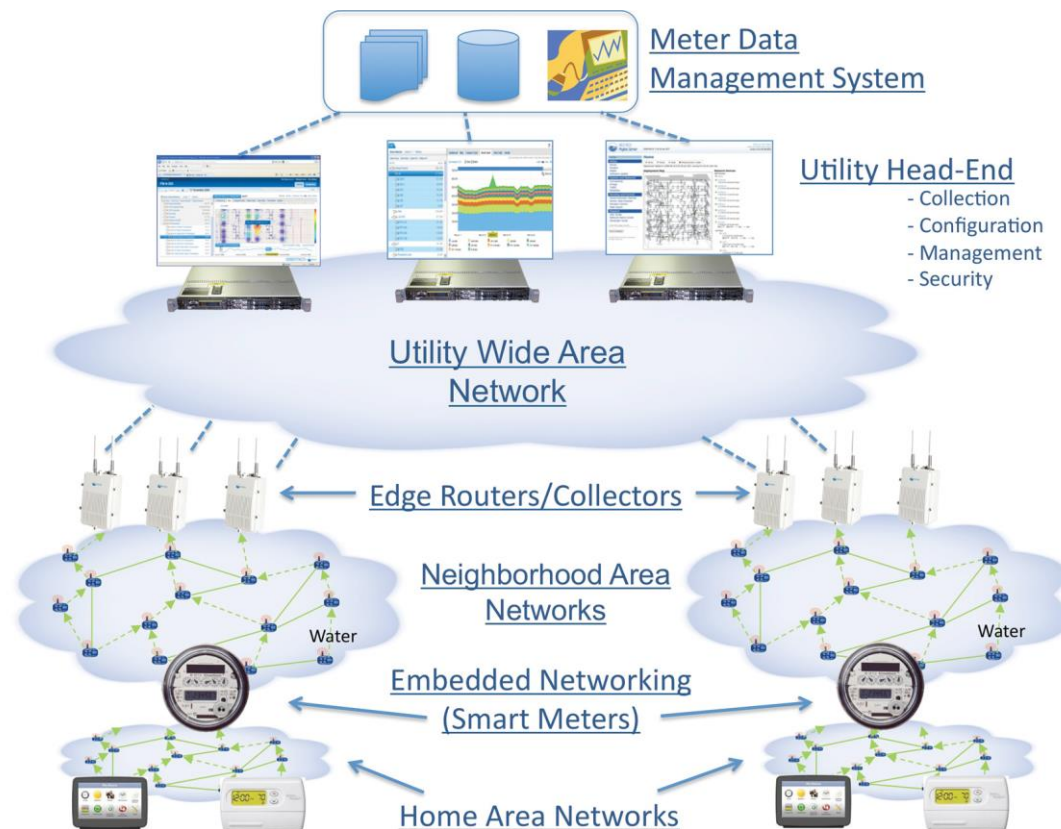 Meter Data
Management System
Utility Head-End
- Collection
- Configuration
- Management
- Security
Utility Wide Area
Network
Edge Routers/Collectors
Neighborhood Area
Networks
Water
Water
Embedded Networking
(Smart Meters)
Home Area Networks